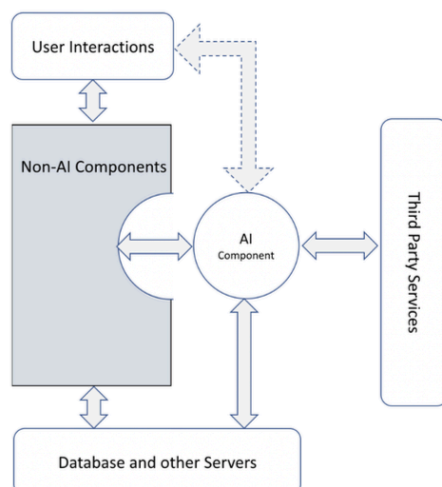 User Interactions
Non-AI Components
AI
Component
Third Party Services
Database and other Servers